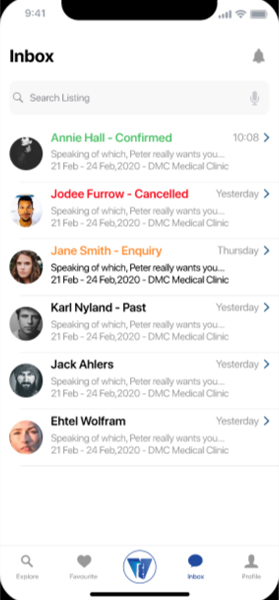 9:41
Inbox
Search Listing
Annie Hall - Confirmed
10:08
Speaking of which, Peter really wants you....
21 Feb - 24 Feb,2020 - DMC Medical Clinic
Jodee Furrow - Cancelled
Yesterday
Speaking of which, Peter really wants you....
21 Feb - 24 Feb,2020 - DMC Medical Clinic
Jane Smith - Enquiry
Thursday
Speaking of which, Peter really wants you....
21 Feb - 24 Feb,2020 - DMC Medical Clinic
Karl Nyland - Past
Yesterday
Speaking of which, Peter really wants you....
21 Feb - 24 Feb,2020 - DMC Medical Clinic
Jack Ahlers
Yesterday
Speaking of which, Peter really wants you....
21 Feb - 24 Feb,2020 - DMC Medical Clinic
Ehtel Wolfram
Yesterday
Speaking of which, Peter really wants you....
21 Feb - 24 Feb,2020 - DMC Medical Clinic
Explore
Favourite
Inbox
Profile